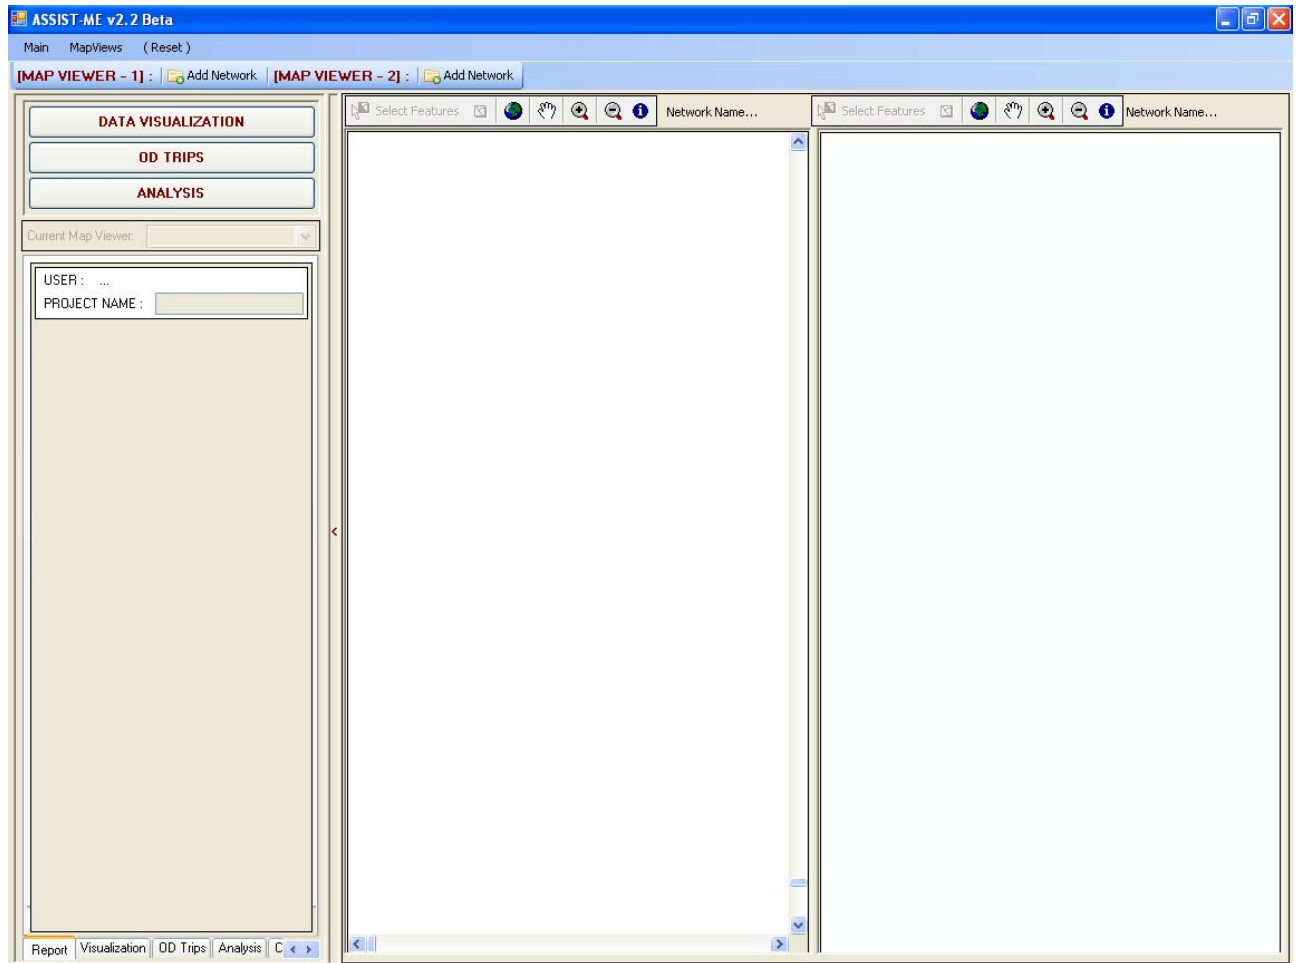 ASSIST-ME v2.2 Beta
Main MapViews ( Reset )
[MAP VIEWER - 1] : Add Network [MAP VIEWER - 2] : Add Network
DATA VISUALIZATION
OD TRIPS
ANALYSIS
Current Map Viewer:
USER : ...
PROJECT NAME :
Report Visualization OD Trips Analysis C
Select Features Network Name...
Select Features Network Name...